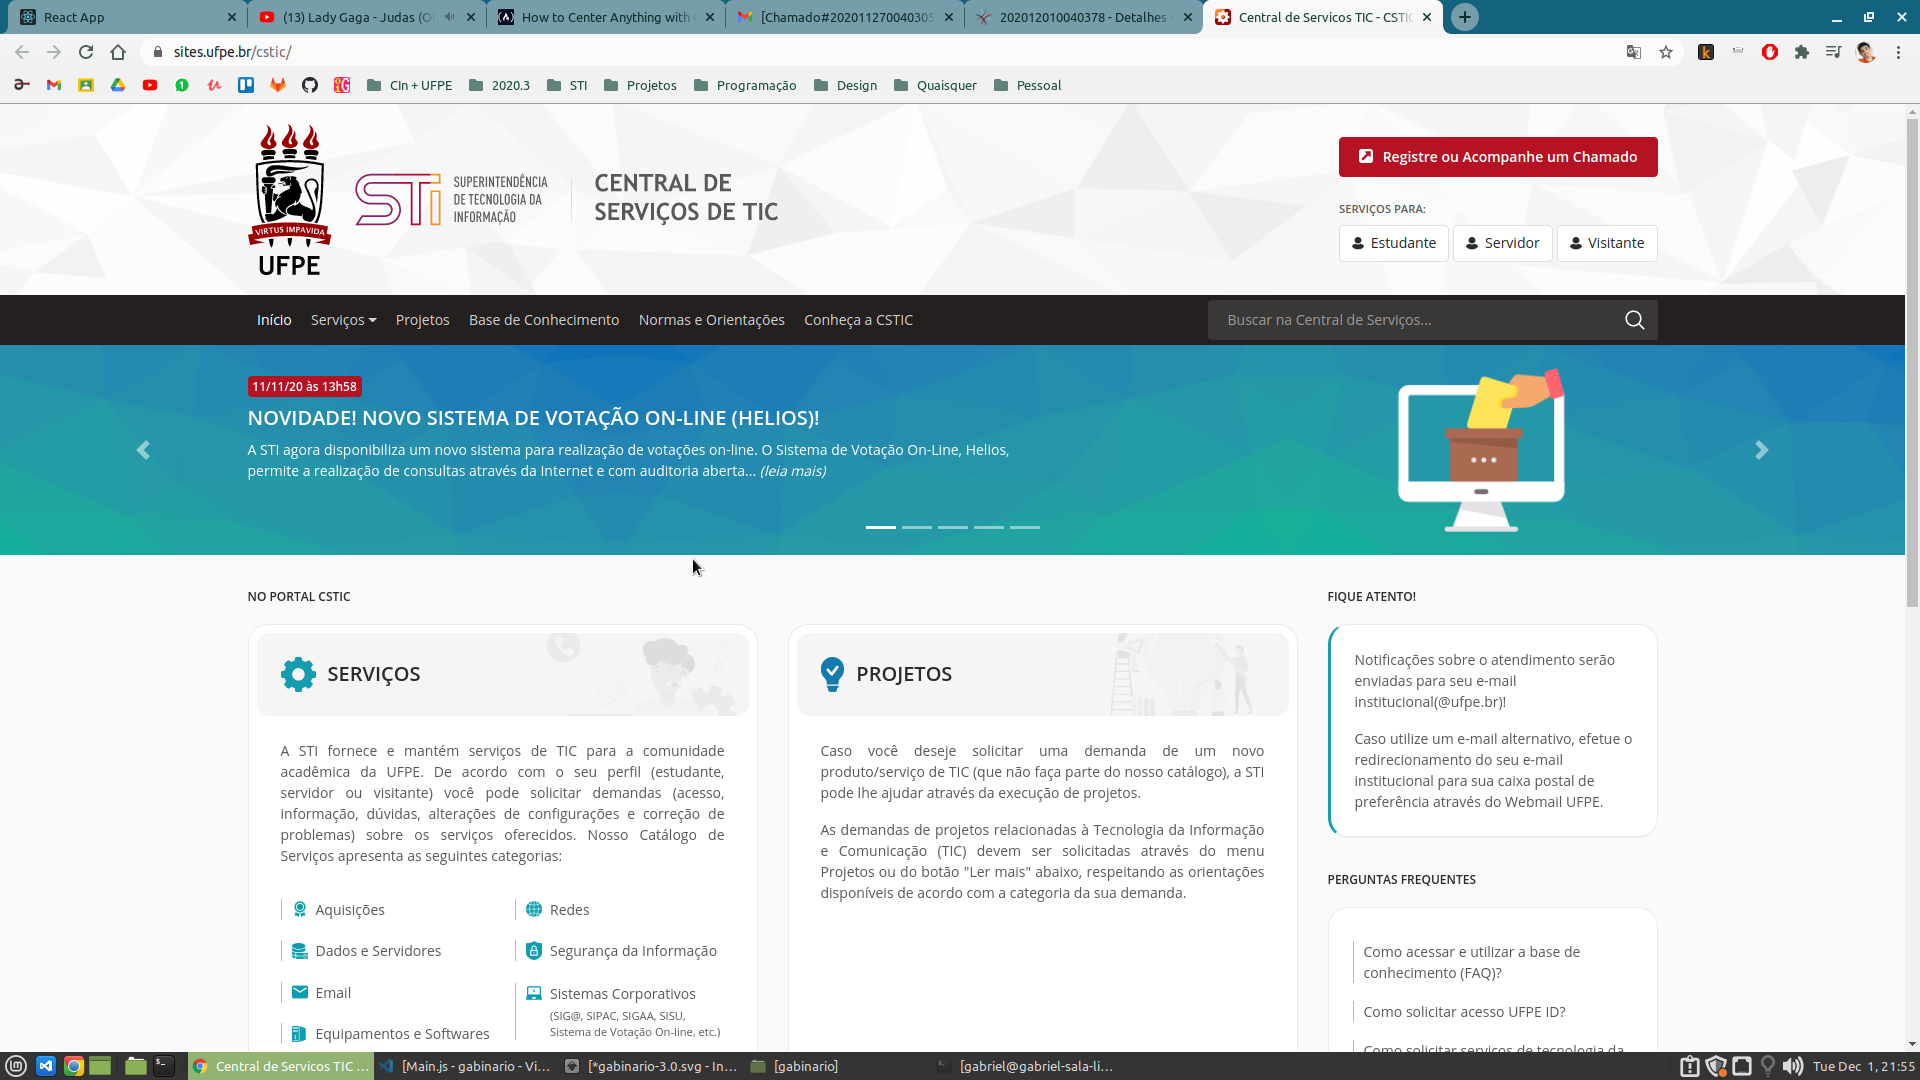 React App
(13) Lady Gaga - Judas (O
How to Center Anything with
[Chamado#202011270040305
202012010040378 - Detalhes
Central de Servicos TIC - CSTIC
sites.ufpe.br/cstic/
CIn + UFPE
2020.3
STI
Projetos
Programação
Design
Quaisquer
Pessoal
VIRTUS IMPAVIDA
UFPE
STi
SUPERINTENDÊNCIA
DE TECNOLOGIA DA
INFORMAÇÃO
CENTRAL DE
SERVIÇOS DE TIC
Registre ou Acompanhe um Chamado
SERVIÇOS PARA:
Estudante
Servidor
Visitante
Início
Serviços
Projetos
Base de Conhecimento
Normas e Orientações
Conheça a CSTIC
Buscar na Central de Serviços...
11/11/20 às 13h58
NOVIDADE! NOVO SISTEMA DE VOTAÇÃO ON-LINE (HELIOS)!
A STI agora disponibiliza um novo sistema para realização de votações on-line. O Sistema de Votação On-Line, Helios,
permite a realização de consultas através da Internet e com auditoria aberta... (leia mais)
NO PORTAL CSTIC
SERVIÇOS
A STI fornece e mantém serviços de TIC para a comunidade
acadêmica da UFPE. De acordo com o seu perfil (estudante,
servidor ou visitante) você pode solicitar demandas (acesso,
informação, dúvidas, alterações de configurações e correção de
problemas) sobre os serviços oferecidos. Nosso Catálogo de
Serviços apresenta as seguintes categorias:
Aquisições
Dados e Servidores
Email
Equipamentos e Softwares
Redes
Segurança da Informação
Sistemas Corporativos
(SIG@, SIPAC, SIGAA, SISU,
Sistema de Votação On-line, etc.)
PROJETOS
Caso você deseje solicitar uma demanda de um novo
produto/serviço de TIC (que não faça parte do nosso catálogo), a STI
pode lhe ajudar através da execução de projetos.
As demandas de projetos relacionadas à Tecnologia da Informação
e Comunicação (TIC) devem ser solicitadas através do menu
Projetos ou do botão "Ler mais" abaixo, respeitando as orientações
disponíveis de acordo com a categoria da sua demanda.
FIQUE ATENTO!
Notificações sobre o atendimento serão
enviadas para seu e-mail
institucional(@ufpe.br)!
Caso utilize um e-mail alternativo, efetue o
redirecionamento do seu e-mail
institucional para sua caixa postal de
preferência através do Webmail UFPE.
PERGUNTAS FREQUENTES
Como acessar e utilizar a base de
conhecimento (FAQ)?
Como solicitar acesso UFPE ID?
Como solicitar serviços de tecnologia da
Central de Servicos TIC ...
[Main.js - gabinario - Vi...
[*gabinario-3.0.svg - In...
[gabinario]
[gabriel@gabriel-sala-li...
Tue Dec 1, 21:55